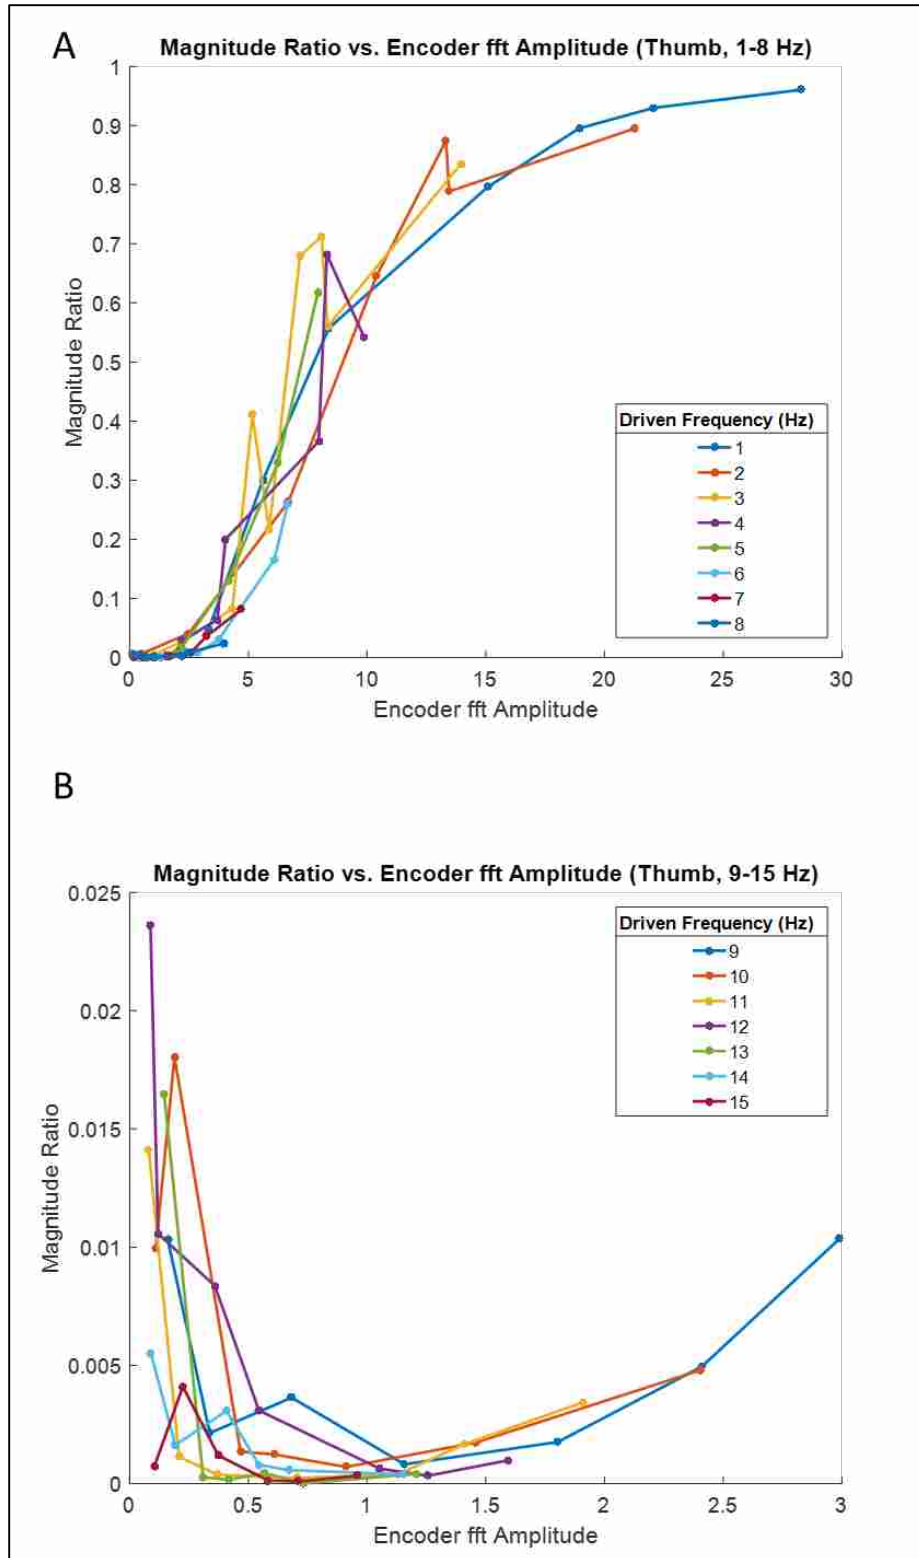 A
Magnitude Ratio vs. Encoder fft Amplitude (Thumb, 1-8 Hz)
1
0.9
0.8
0.7
0.6
0.5
0.4
0.3
0.2
0.1
0
Magnitude Ratio
Driven Frequency (Hz)
1
2
3
4
5
6
7
8
0 5 10 15 20 25 30
Encoder fft Amplitude
B
Magnitude Ratio vs. Encoder fft Amplitude (Thumb, 9-15 Hz)
0.025
0.02
0.015
0.01
0.005
0
Magnitude Ratio
Driven Frequency (Hz)
9
10
11
12
13
14
15
0 0.5 1 1.5 2 2.5 3
Encoder fft Amplitude